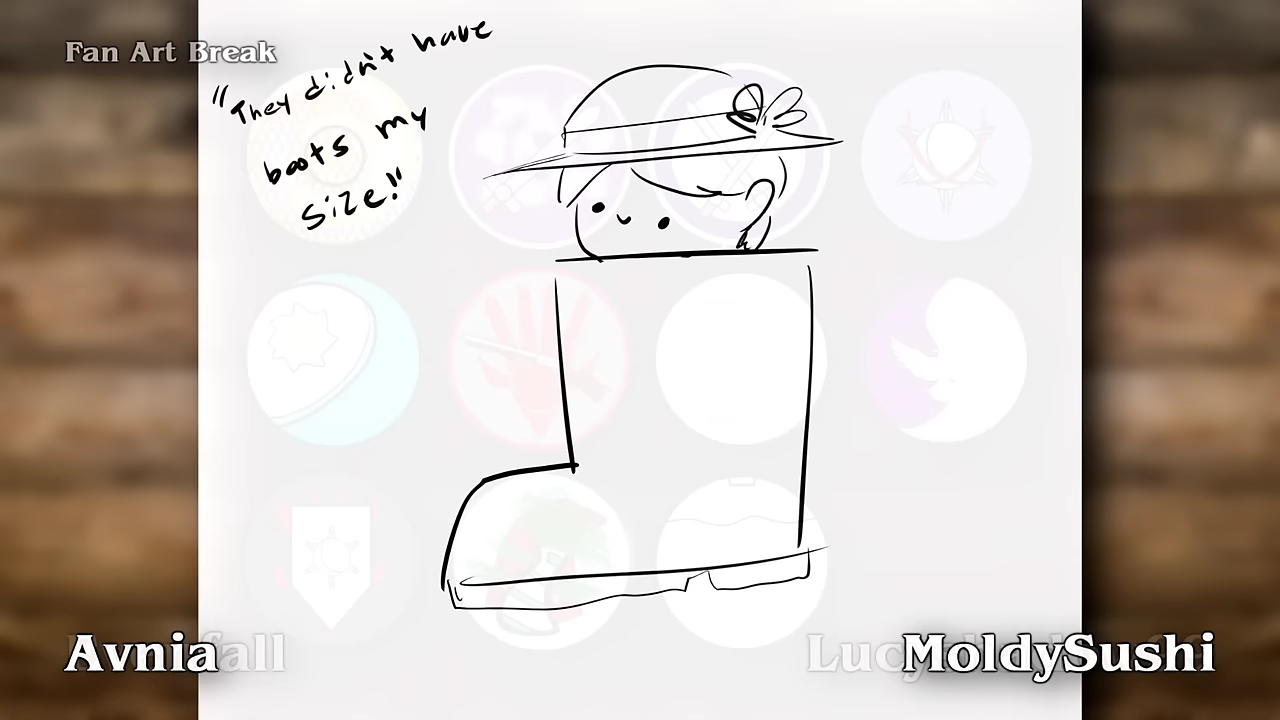 Fan Art Break
"They didn't have
boots my
size!"
Avnia
MoldySushi